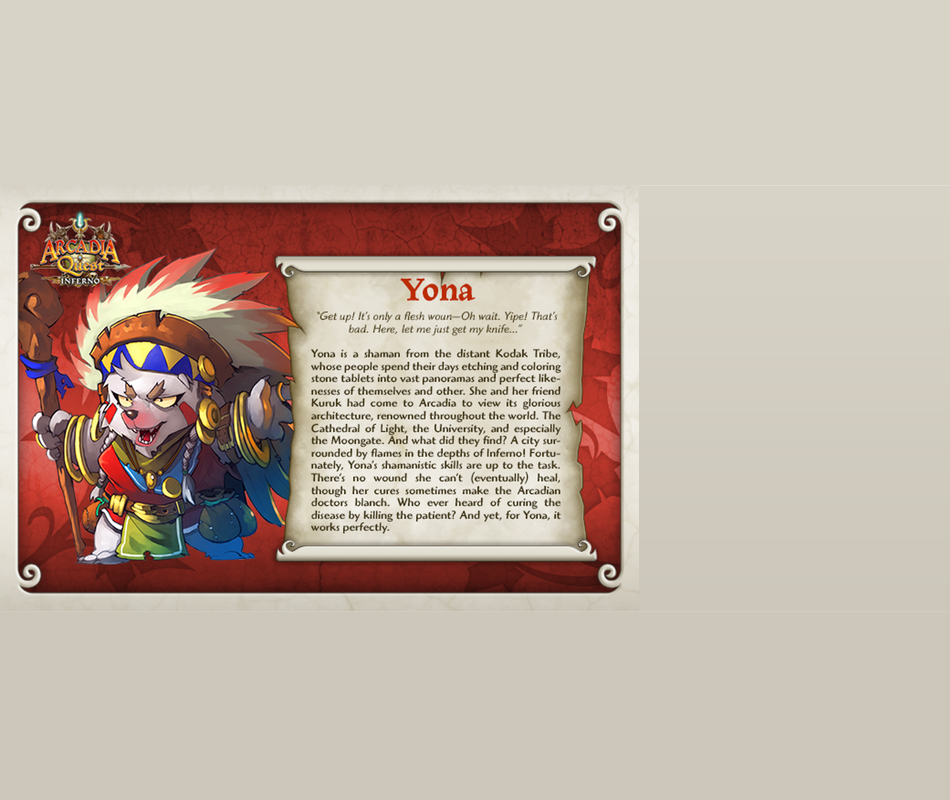 ARCADIA
Quest
INFERNO
Yona
"Get up! It's only a flesh woun—Oh wait. Yipe! That's
bad. Here, let me just get my knife..."
Yona is a shaman from the distant Kodak Tribe,
whose people spend their days etching and coloring
stone tablets into vast panoramas and perfect like-
nesses of themselves and other. She and her friend
Kuruk had come to Arcadia to view its glorious
architecture, renowned throughout the world. The
Cathedral of Light, the University, and especially
the Moongate. And what did they find? A city sur-
rounded by flames in the depths of Inferno! Fortu-
nately, Yona's shamanistic skills are up to the task.
There's no wound she can't (eventually) heal,
though her cures sometimes make the Arcadian
doctors blanch. Who ever heard of curing the
disease by killing the patient? And yet, for Yona, it
works perfectly.